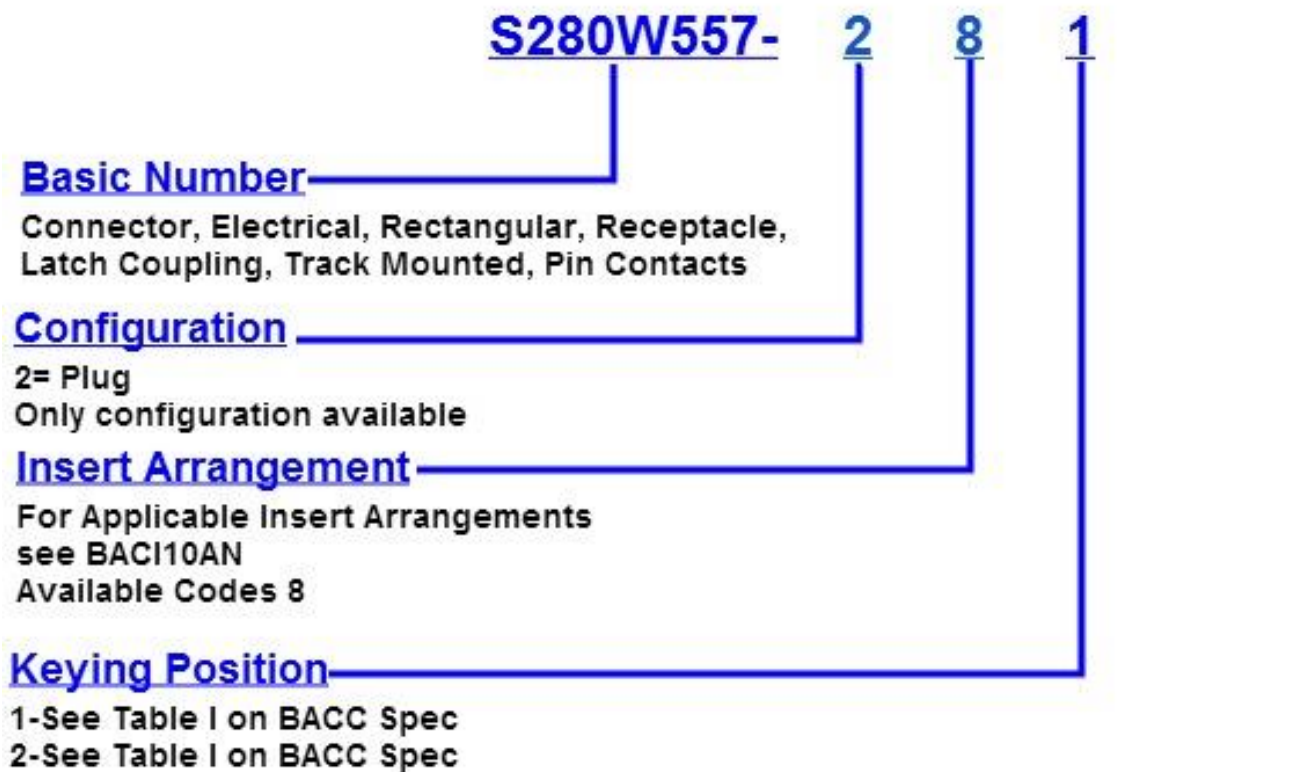 S280W557- 2 8 1
Basic Number
Connector, Electrical, Rectangular, Receptacle,
Latch Coupling, Track Mounted, Pin Contacts
Configuration
2= Plug
Only configuration available
Insert Arrangement
For Applicable Insert Arrangements
see BACI10AN
Available Codes 8
Keying Position
1-See Table I on BACC Spec
2-See Table I on BACC Spec